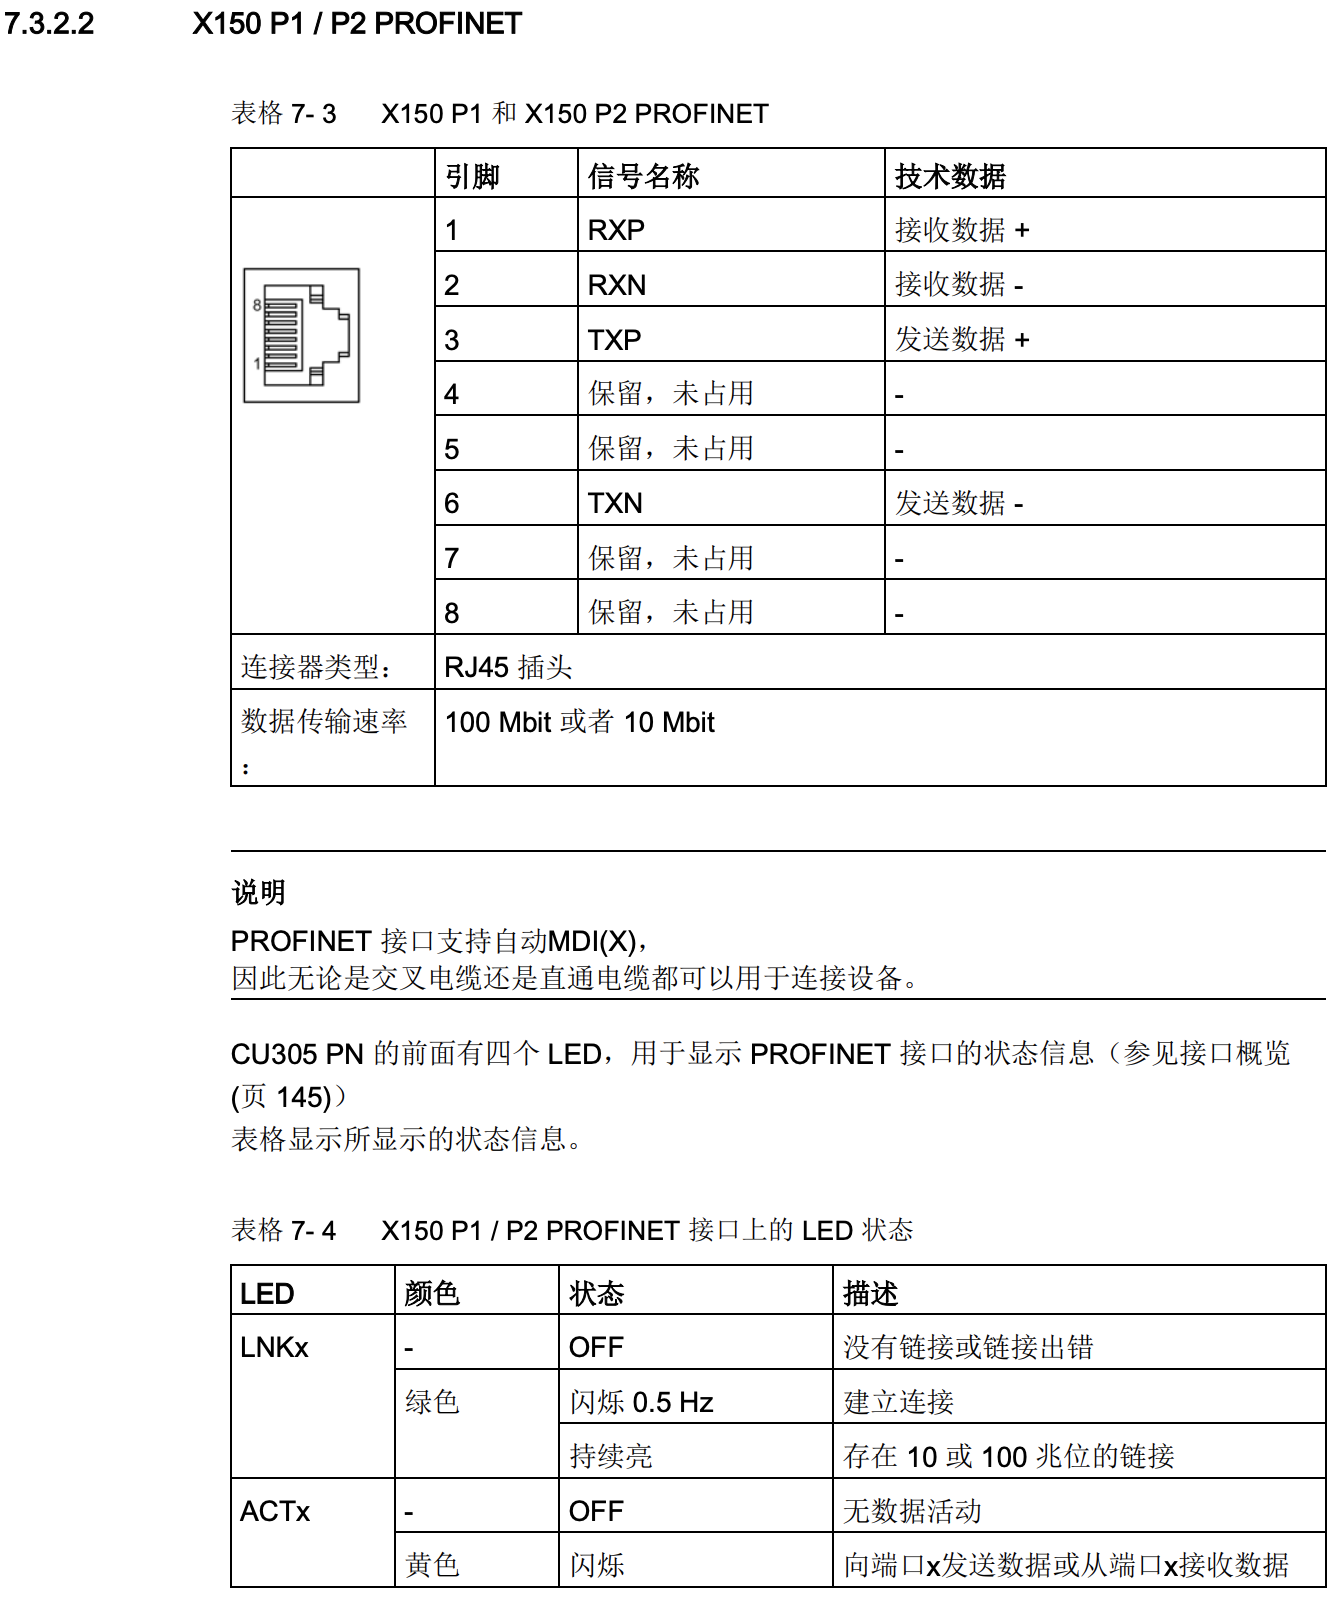 7.3.2.2 X150 P1 / P2 PROFINET
表格 7- 3 X150 P1 和 X150 P2 PROFINET
引脚 信号名称 技术数据
1 RXP 接收数据 +
8
1
2 RXN 接收数据 -
3 TXP 发送数据 +
4 保留，未占用 -
5 保留，未占用 -
6 TXN 发送数据 -
7 保留，未占用 -
8 保留，未占用 -
连接器类型： RJ45 插头
数据传输速率 100 Mbit 或者 10 Mbit
：
说明
PROFINET 接口支持自动MDI(X)，
因此无论是交叉电缆还是直通电缆都可以用于连接设备。
CU305 PN 的前面有四个 LED，用于显示 PROFINET 接口的状态信息（参见接口概览
(页 145)）
表格显示所显示的状态信息。
表格 7- 4 X150 P1 / P2 PROFINET 接口上的 LED 状态
LED 颜色 状态 描述
LNKx - OFF 没有链接或链接出错
绿色 闪烁 0.5 Hz 建立连接
持续亮 存在 10 或 100 兆位的链接
ACTx - OFF 无数据活动
黄色 闪烁 向端口x发送数据或从端口x接收数据